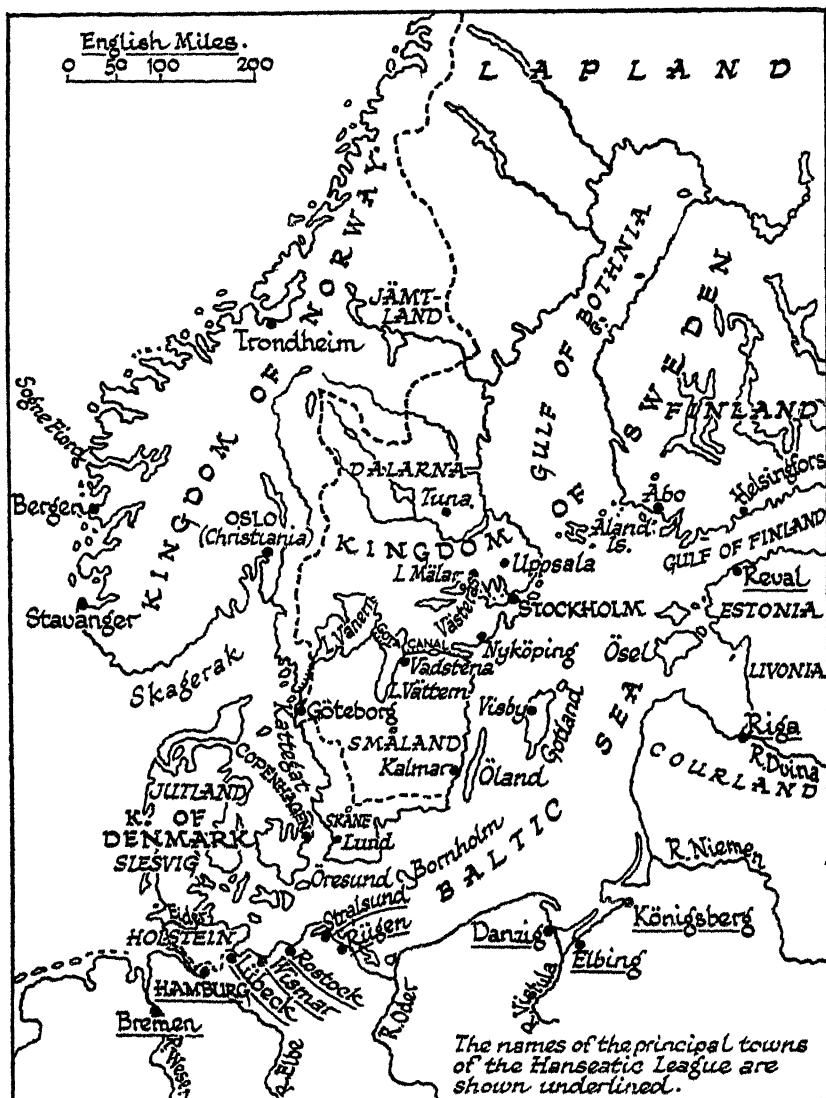 English Miles.
0 50 100 200
LAPLAND
KINGDOM OF NORWAY.
JÄMT-
LAND
Trondheim
GULF OF BOTHNIA
KINGDOM OF SWEDEN
FINLAND
Sogne Fiord
DALARNA
Tuna.
Bergen
OSLO
(Christiania)
Åbo
Helsingfors
Åland
Is.
GULF OF FINLAND
Uppsala
L Mälar
Västerås
STOCKHOLM
Reval
ESTONIA
Stavanger
L. Vänern
GOTA CANAL
Nyköping
Vadstena
L. Vättern
Ösel
LIVONIA
Skagerak
Göteborg
Kattegat
Visby
Gotland
Riga
R. Duina
COURLAND
SMÅLAND
Kalmar
Öland
BALTIC SEA
COPENHAGEN
JUTLAND
K. OF
DENMARK
SLESVIG
SKÅNE
Lund
Öresund
Bornholm
R. Niemen
Stralsund
Rügen
Eider
HOLSTEIN
HAMBURG
Lübeck
Wismar
Rostock
Königsberg
Danzig
Elbing
Bremen
R. Weser
R. Elbe
R. Oder
R. Vistula
The names of the principal towns
of the Hanseatic League are
shown underlined.